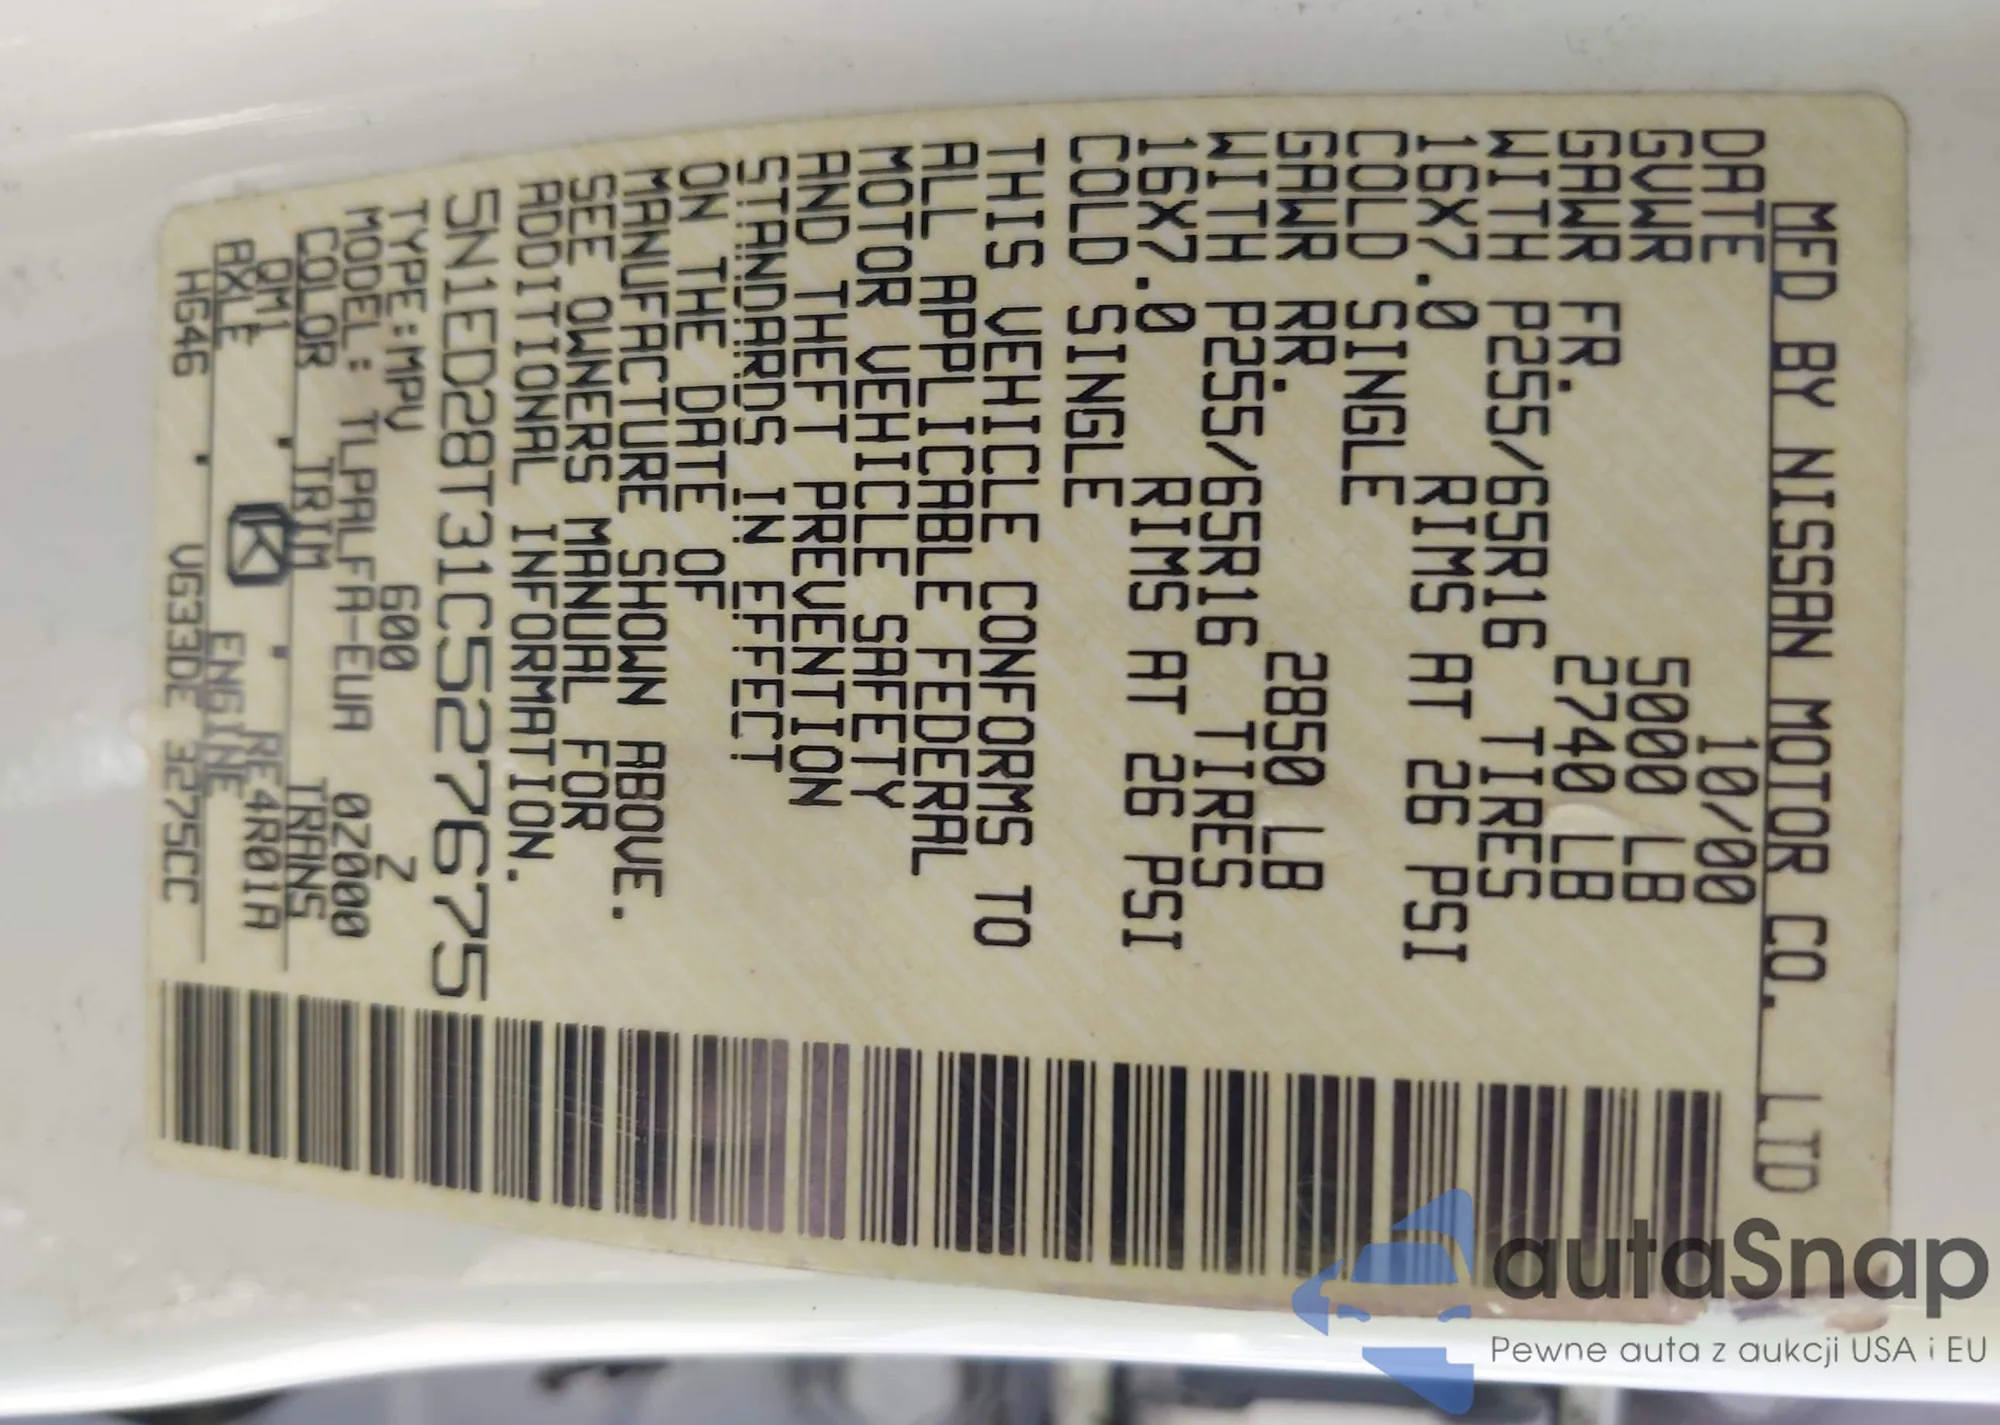 MFD BY NISSAN MOTOR CO. LTD
DATE 10/00
GVWR 5000 LB
GAWR FR. 2740 LB
WITH P255/65R16 TIRES
16X7.0 RIMS AT 26 PSI
COLD SINGLE
GAWR RR. 2850 LB
WITH P255/65R16 TIRES
16X7.0 RIMS AT 26 PSI
COLD SINGLE
THIS VEHICLE CONFORMS TO
ALL APPLICABLE FEDERAL
MOTOR VEHICLE SAFETY
AND THEFT PREVENTION
STANDARDS IN EFFECT
ON THE DATE OF
MANUFACTURE SHOWN ABOVE.
SEE OWNERS MANUAL FOR
ADDITIONAL INFORMATION.
5N1ED28T31C527675
TYPE:MPV 600 Z
MODEL: TLPALFA-EUA 0Z0000
COLOR TRIM TRANS
QM1 K RE4R01A
AXLE ENGINE
HG46 VG33DE 3275CC
autaSnap
Pewne auta z aukcji USA i EU